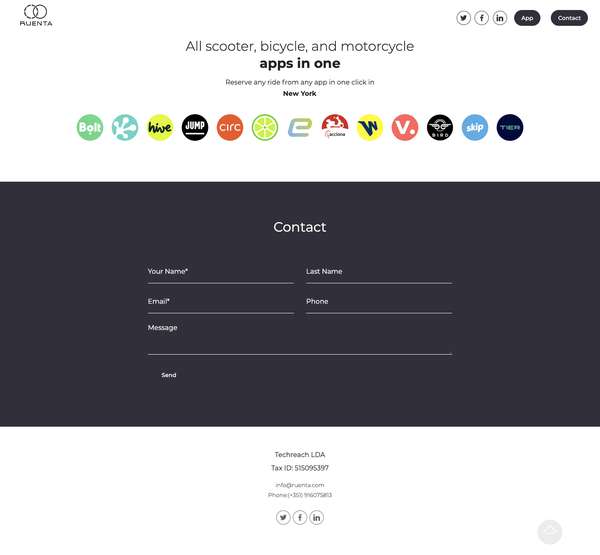 RUENTA
App
Contact
All scooter, bicycle, and motorcycle
apps in one
Reserve any ride from any app in one click in
New York
Bolt
hive
JUMP
CIRC
acciona
V.
BIRD
skip
TIER
Contact
Your Name*
Last Name
Email*
Phone
Message
Send
Techreach LDA
Tax ID: 515095397
info@ruenta.com
Phone:(+351) 916075813